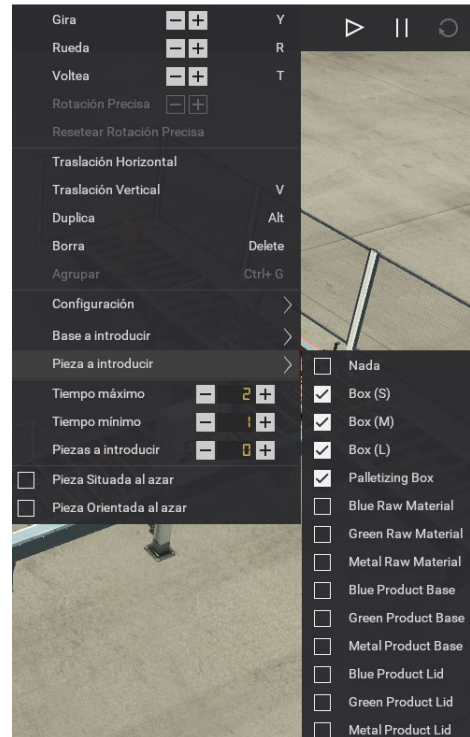 Gira - + Y
Rueda - + R
Voltea - + T
Rotación Precisa - +
Resetear Rotación Precisa
Traslación Horizontal
Traslación Vertical V
Duplica Alt
Borra Delete
Agrupar Ctrl+ G
Configuración
Base a introducir
Pieza a introducir
Tiempo máximo - 2 +
Tiempo mínimo - 1 +
Piezas a introducir - 0 +
Pieza Situada al azar
Pieza Orientada al azar
Nada
Box (S)
Box (M)
Box (L)
Palletizing Box
Blue Raw Material
Green Raw Material
Metal Raw Material
Blue Product Base
Green Product Base
Metal Product Base
Blue Product Lid
Green Product Lid
Metal Product Lid